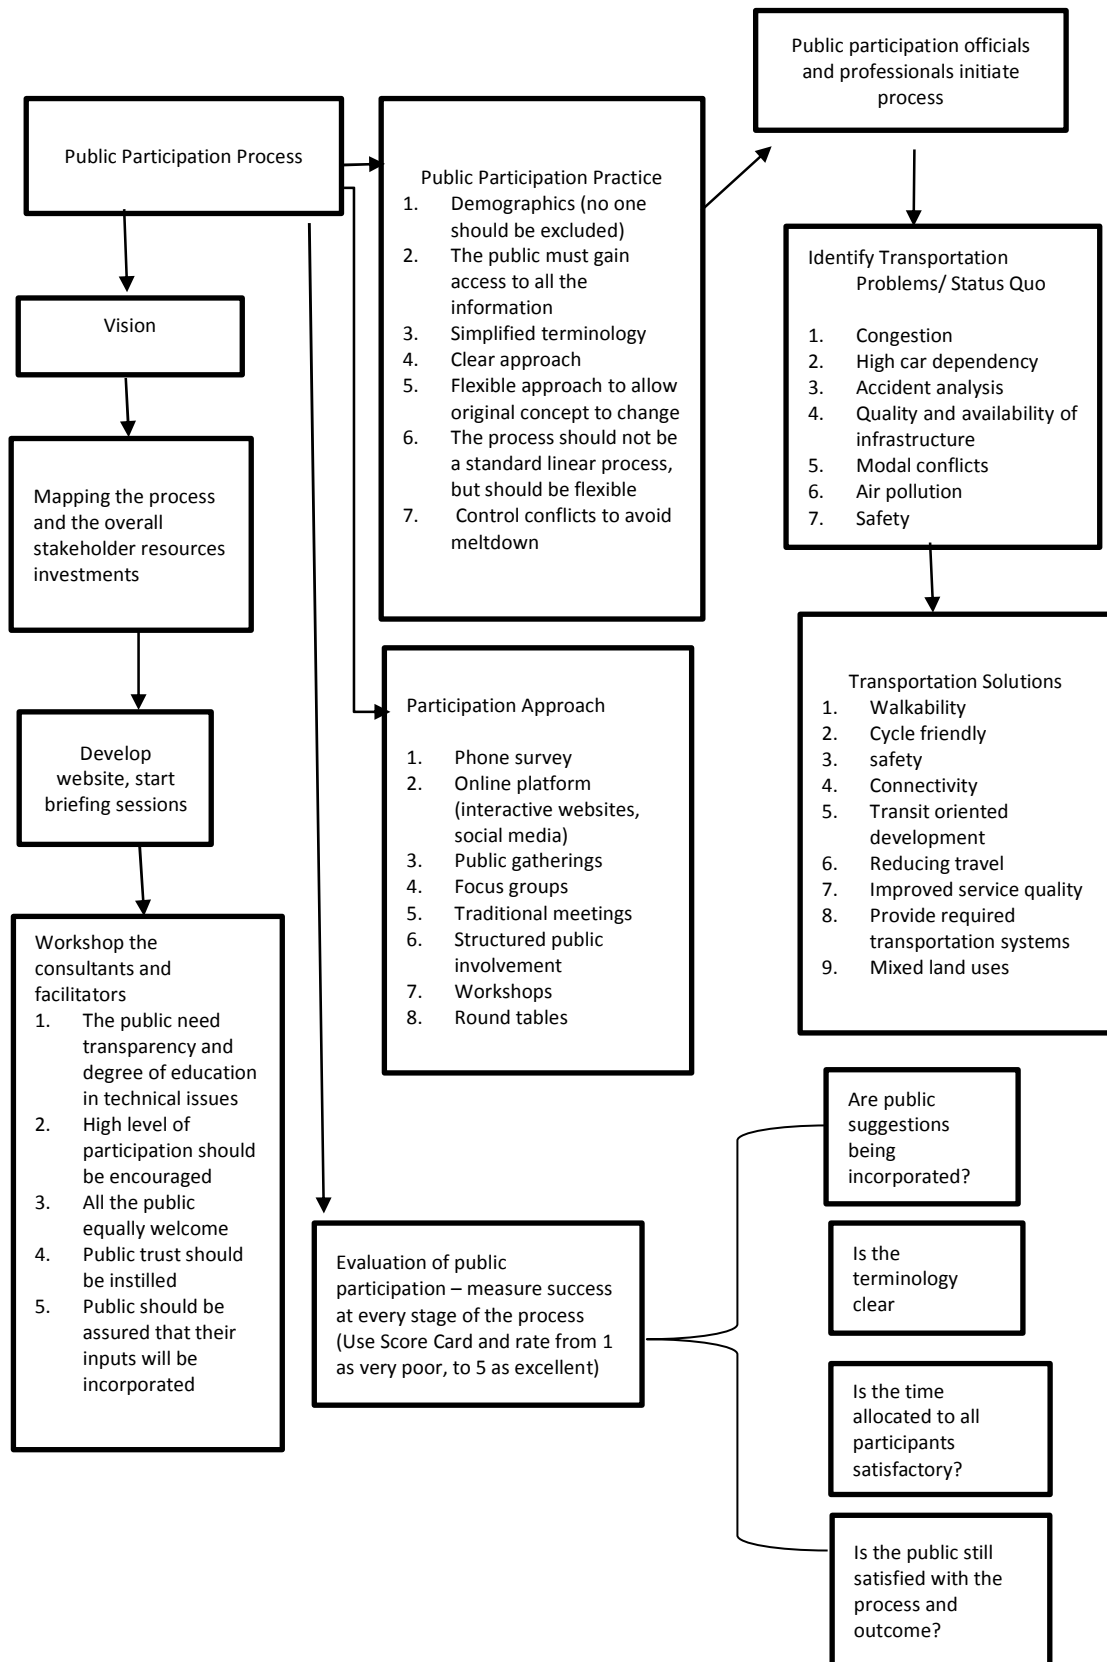 Public Participation Process
Vision
Mapping the process
and the overall
stakeholder resources
investments
Develop
website, start
briefing sessions
Workshop the
consultants and
facilitators
1. The public need
transparency and
degree of education
in technical issues
2. High level of
participation should
be encouraged
3. All the public
equally welcome
4. Public trust should
be instilled
5. Public should be
assured that their
inputs will be
incorporated
Public Participation Practice
1. Demographics (no one
should be excluded)
2. The public must gain
access to all the
information
3. Simplified terminology
4. Clear approach
5. Flexible approach to allow
original concept to change
6. The process should not be
a standard linear process,
but should be flexible
7. Control conflicts to avoid
meltdown
Participation Approach
1. Phone survey
2. Online platform
(interactive websites,
social media)
3. Public gatherings
4. Focus groups
5. Traditional meetings
6. Structured public
involvement
7. Workshops
8. Round tables
Public participation officials
and professionals initiate
process
Identify Transportation
Problems/ Status Quo
1. Congestion
2. High car dependency
3. Accident analysis
4. Quality and availability of
infrastructure
5. Modal conflicts
6. Air pollution
7. Safety
Transportation Solutions
1. Walkability
2. Cycle friendly
3. safety
4. Connectivity
5. Transit oriented
development
6. Reducing travel
7. Improved service quality
8. Provide required
transportation systems
9. Mixed land uses
Evaluation of public
participation – measure success
at every stage of the process
(Use Score Card and rate from 1
as very poor, to 5 as excellent)
Are public
suggestions
being
incorporated?
Is the
terminology
clear
Is the time
allocated to all
participants
satisfactory?
Is the public still
satisfied with the
process and
outcome?